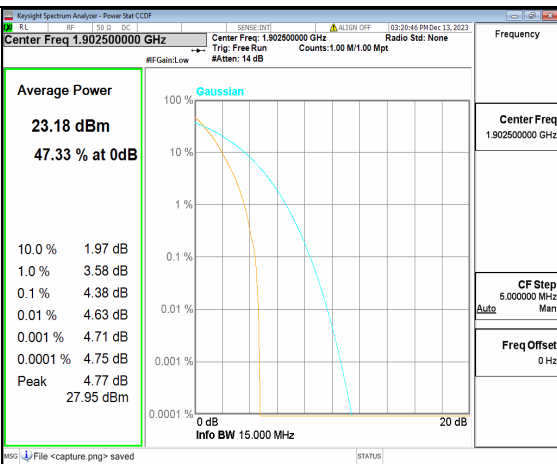 Keysight Spectrum Analyzer - Power Stat CCDF
RL RF 50 Ω DC SENSE:INT ALIGN OFF 03:20:46 PM Dec 13, 2023
Center Freq 1.902500000 GHz
Center Freq: 1.902500000 GHz Radio Std: None
Trig: Free Run Counts:1.00 M/1.00 Mpt
#IFGain:Low #Atten: 14 dB
Frequency
Average Power
23.18 dBm
47.33 % at 0dB
10.0 % 1.97 dB
1.0 % 3.58 dB
0.1 % 4.38 dB
0.01 % 4.63 dB
0.001 % 4.71 dB
0.0001 % 4.75 dB
Peak 4.77 dB
27.95 dBm
Gaussian
100 %
10 %
1 %
0.1 %
0.01 %
0.001 %
0.0001 %
0 dB 20 dB
Info BW 15.000 MHz
Center Freq
1.902500000 GHz
CF Step
5.000000 MHz
Auto Man
Freq Offset
0 Hz
MSG File <capture.png> saved STATUS